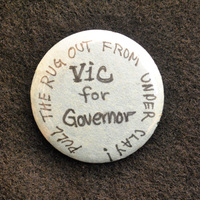 PULL THE RUG OUT FROM UNDER CLAY!
Vic
for
Governor